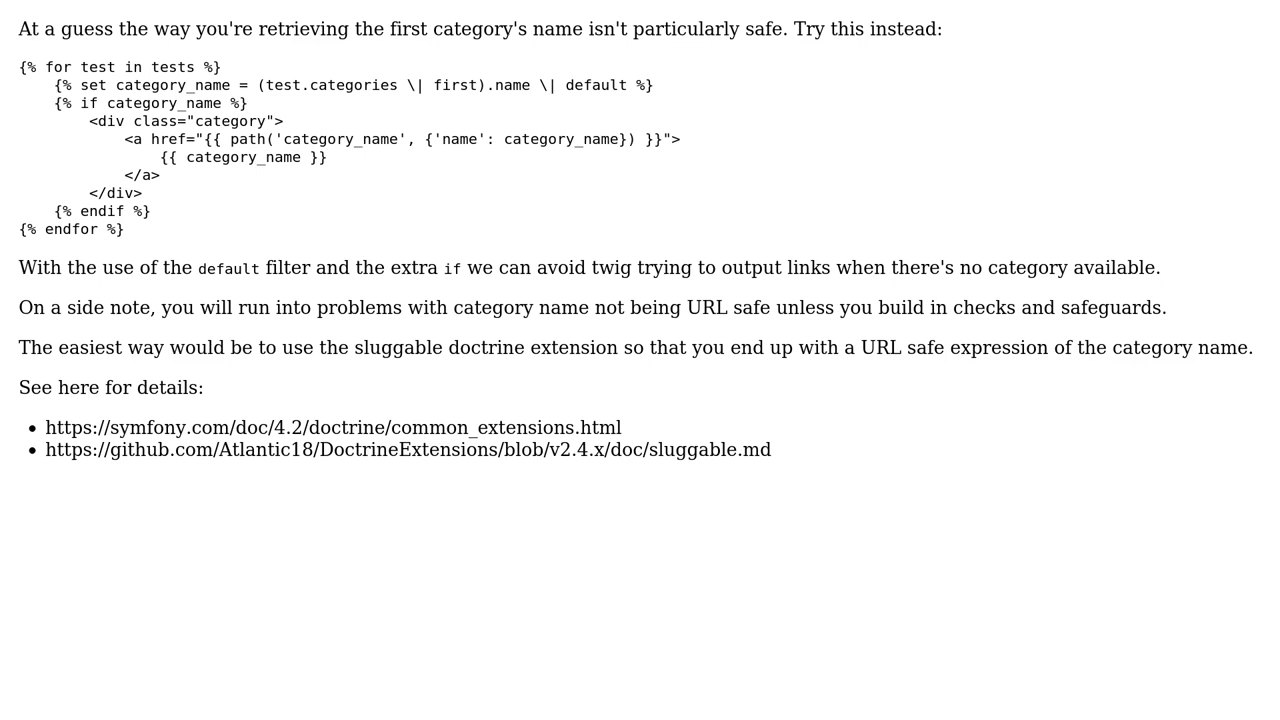 At a guess the way you're retrieving the first category's name isn't particularly safe. Try this instead:
{% for test in tests %}
    {% set category_name = (test.categories \| first).name \| default %}
    {% if category_name %}
        <div class="category">
            <a href="{{ path('category_name', {'name': category_name}) }}">
                {{ category_name }}
            </a>
        </div>
    {% endif %}
{% endfor %}
With the use of the default filter and the extra if we can avoid twig trying to output links when there's no category available.
On a side note, you will run into problems with category name not being URL safe unless you build in checks and safeguards.
The easiest way would be to use the sluggable doctrine extension so that you end up with a URL safe expression of the category name.
See here for details:
• https://symfony.com/doc/4.2/doctrine/common_extensions.html
• https://github.com/Atlantic18/DoctrineExtensions/blob/v2.4.x/doc/sluggable.md